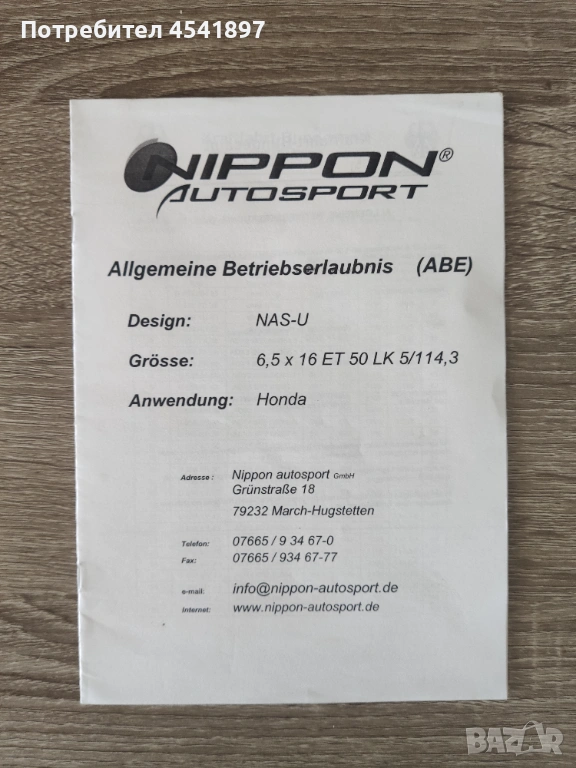 Потребител 4541897
NIPPON®
AUTOSPORT
Allgemeine Betriebserlaubnis (ABE)
Design: NAS-U
Grösse: 6,5 x 16 ET 50 LK 5/114,3
Anwendung: Honda
Adresse : Nippon autosport GmbH
Grünstraße 18
79232 March-Hugstetten
Telefon: 07665 / 9 34 67-0
Fax: 07665 / 934 67-77
e-mail: info@nippon-autosport.de
Internet: www.nippon-autosport.de
BAZAR